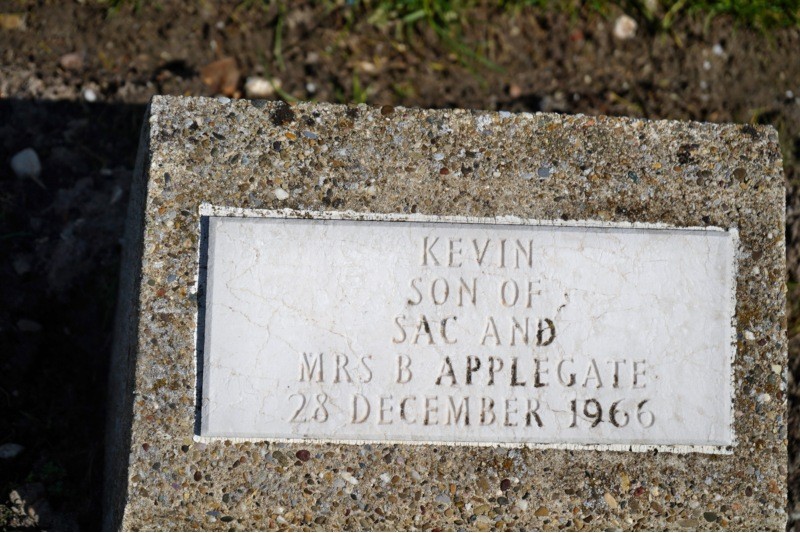 KEVIN
SON OF
SAC AND
MRS B APPLEGATE
28 DECEMBER 1966